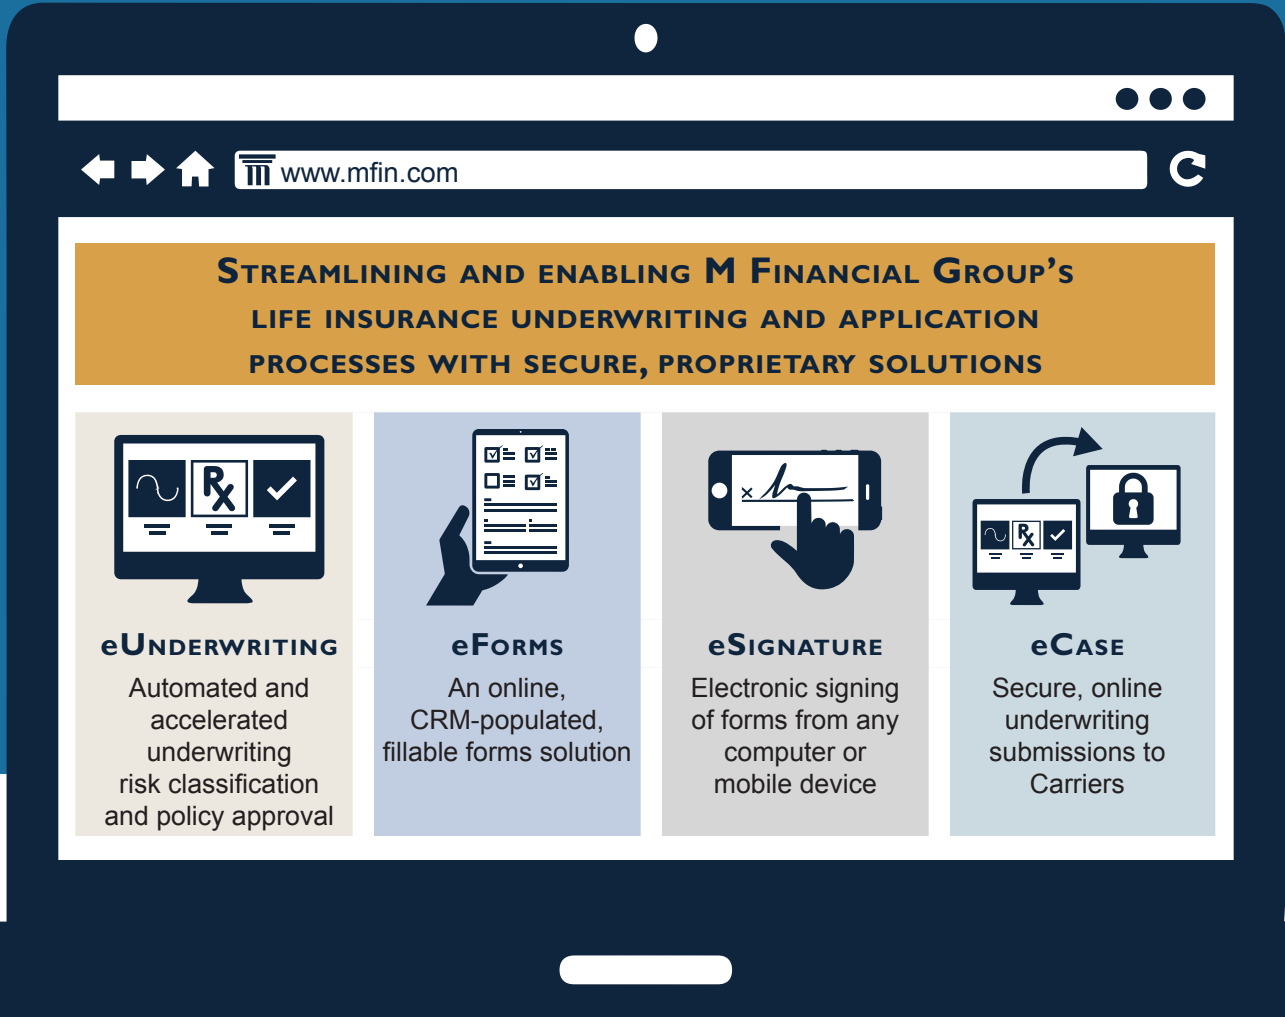 www.mfin.com
Streamlining and enabling M Financial Group's
life insurance underwriting and application
processes with secure, proprietary solutions
Rx
Rx
eUnderwriting
Automated and
accelerated
underwriting
risk classification
and policy approval
eForms
An online,
CRM-populated,
fillable forms solution
eSignature
Electronic signing
of forms from any
computer or
mobile device
eCase
Secure, online
underwriting
submissions to
Carriers